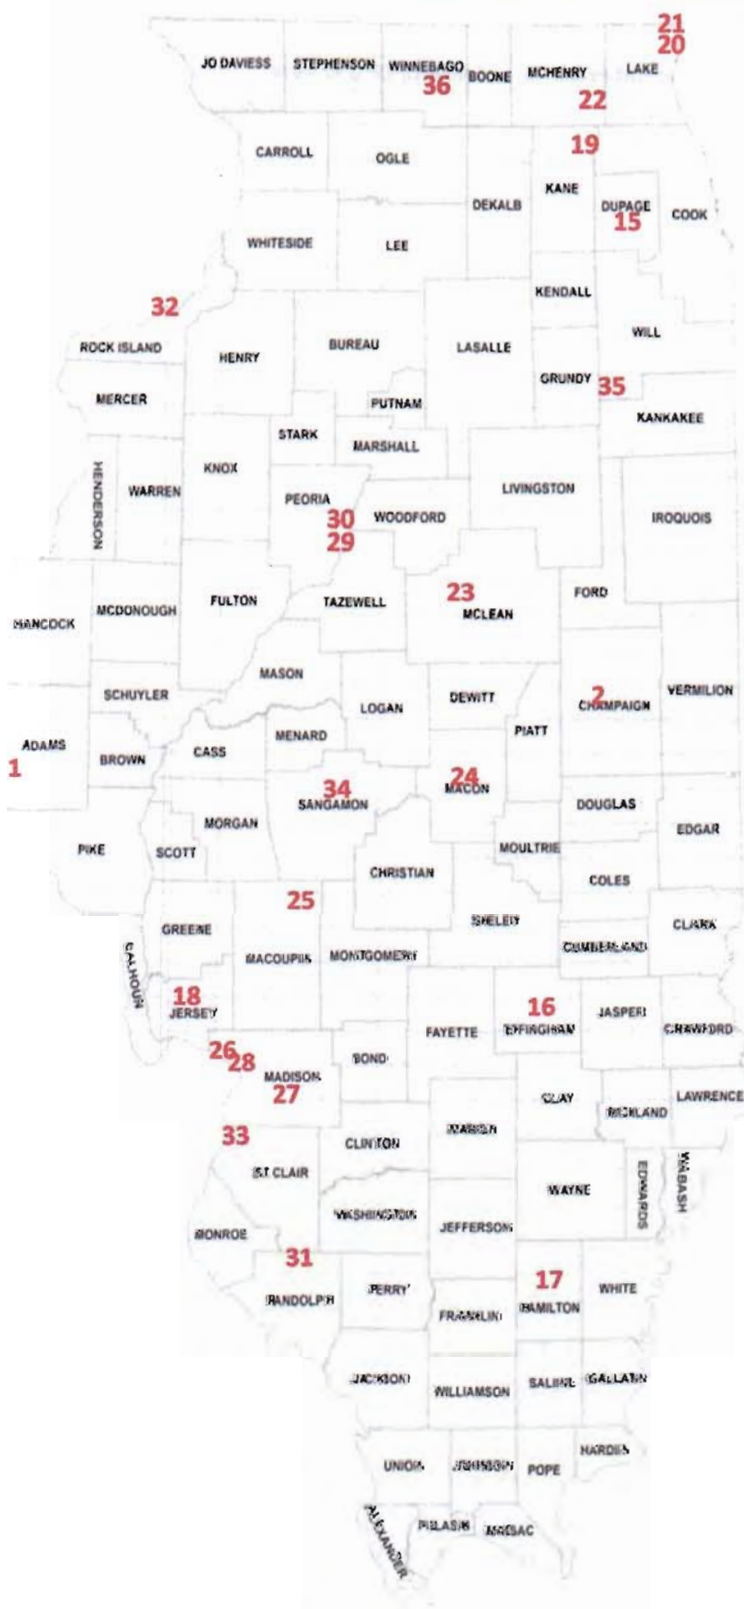 21
20
JO DAVIESS
STEPHENSON
WINNEBAGO
36
BOONE
MCHENRY
22
LAKE
CARROLL
OGLE
19
KANE
DEKALB
DUPAGE
15
COOK
WHITESIDE
LEE
KENDALL
32
ROCK ISLAND
HENRY
BUREAU
LASALLE
WILL
GRUNDY
35
MERCER
PUTNAM
KANKAKEE
STARK
MARSHALL
KNOX
HENDERSON
WARREN
PEORIA
30
29
WOODFORD
LIVINGSTON
IROQUOIS
HANCOCK
MCDONOUGH
FULTON
TAZEWELL
23
MCLEAN
FORD
MASON
SCHUYLER
LOGAN
DEWITT
PIATT
2
CHAMPAIGN
VERMILION
ADAMS
1
BROWN
CASS
MENARD
34
SANGAMON
24
MACON
DOUGLAS
EDGAR
PIKE
SCOTT
MORGAN
CHRISTIAN
MOULTRIE
COLES
25
GREENE
MACOUPIN
MONTGOMERY
SHELBY
CUMBERLAND
CLARK
CALHOUN
18
JERSEY
FAYETTE
16
EFFINGHAM
JASPER
CRAWFORD
26
28
MADISON
27
BOND
CLAY
RICHLAND
LAWRENCE
33
ST CLAIR
CLINTON
MARION
WAYNE
EDWARDS
WABASH
WASHINGTON
JEFFERSON
MONROE
31
RANDOLPH
PERRY
FRANKLIN
17
HAMILTON
WHITE
JACKSON
WILLIAMSON
SALINE
GALLATIN
UNION
JOHNSON
POPE
HARDIN
ALEXANDER
PULASKI
MASSAC